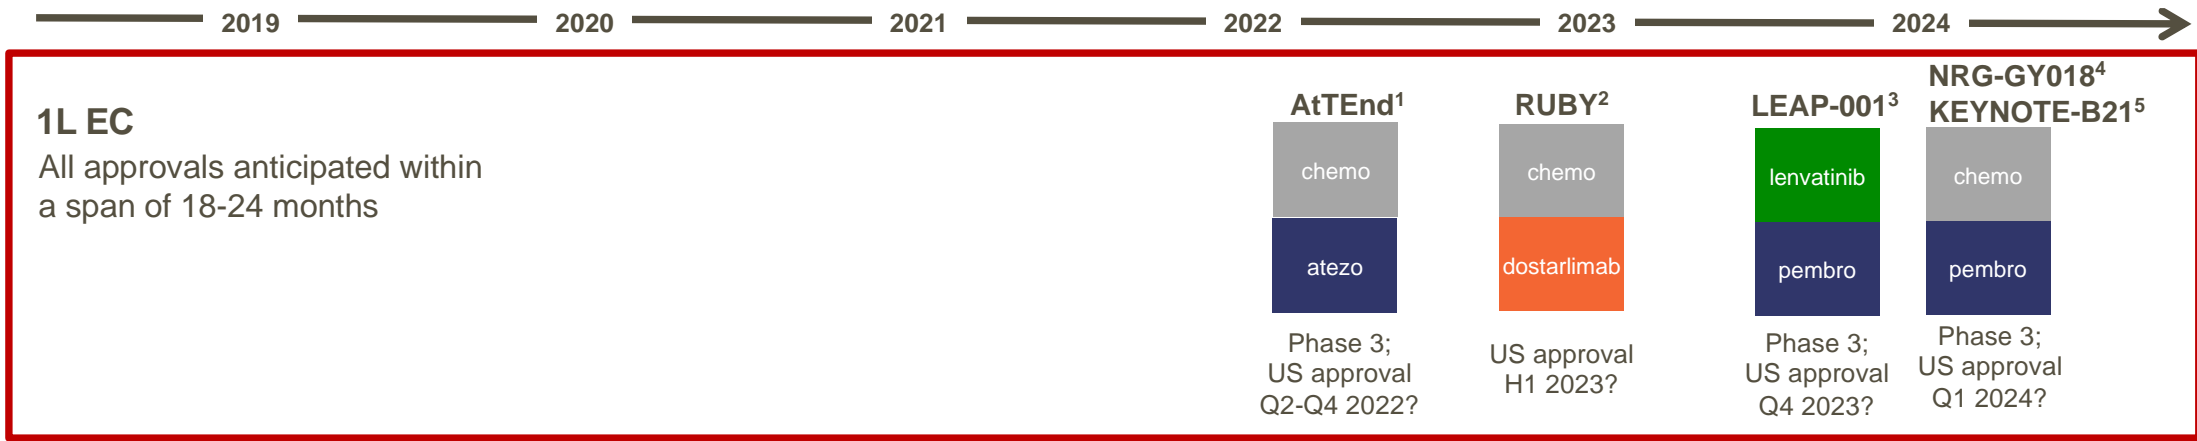 2019 2020 2021 2022 2023 2024
1L EC
All approvals anticipated within
a span of 18-24 months
AtTEnd¹
chemo
atezo
Phase 3;
US approval
Q2-Q4 2022?
RUBY²
chemo
dostarlimab
US approval
H1 2023?
LEAP-001³
lenvatinib
pembro
Phase 3;
US approval
Q4 2023?
NRG-GY018⁴
KEYNOTE-B21⁵
chemo
pembro
Phase 3;
US approval
Q1 2024?